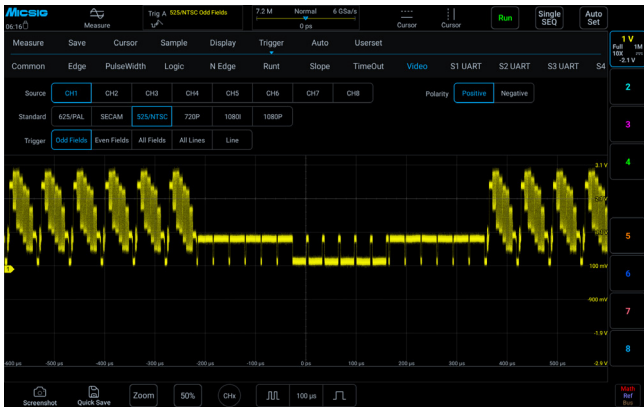 Micsig
06:16
Measure
Trig A 525/NTSC Odd Fields
7.2 M Normal 6 GSa/s
0 ps
Cursor
Cursor
Run
Single SEQ
Auto Set
Measure Save Cursor Sample Display Trigger Auto Userset
1 V
Full 1M
10X
-2.1 V
Common Edge PulseWidth Logic N Edge Runt Slope TimeOut Video S1 UART S2 UART S3 UART S4
Source CH1 CH2 CH3 CH4 CH5 CH6 CH7 CH8 Polarity Positive Negative
2
Standard 625/PAL SECAM 525/NTSC 720P 1080I 1080P
3
Trigger Odd Fields Even Fields All Fields All Lines Line
4
3.1 V
5
1
100 mV
6
-900 mV
7
-1.9 V
8
-600 µs -500 µs -400 µs -300 µs -200 µs -100 µs 0 ps 100 µs 200 µs 300 µs 400 µs 500 µs -2.9 V
Screenshot Quick Save Zoom 50% CHx 100 µs
Math
Ref
Bus